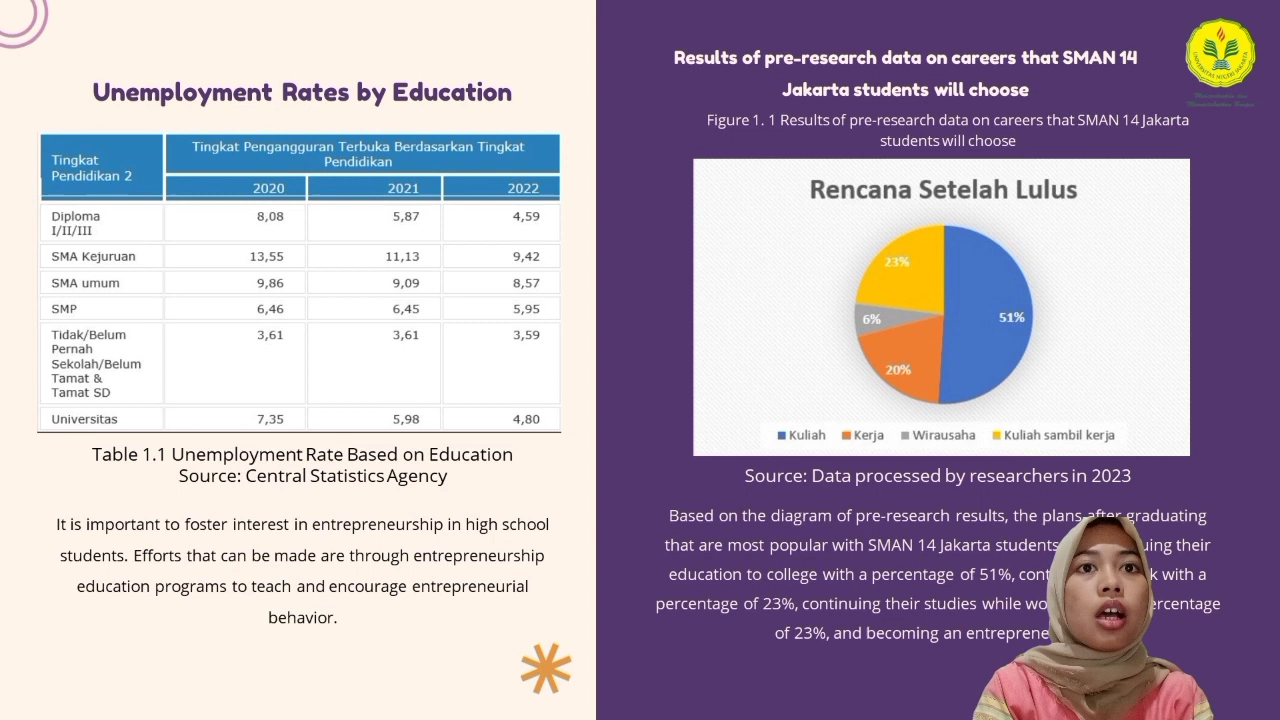 Unemployment Rates by Education
Tingkat Pendidikan 2
Tingkat Pengangguran Terbuka Berdasarkan Tingkat Pendidikan
2020 2021 2022
Diploma I/II/III 8,08 5,87 4,59
SMA Kejuruan 13,55 11,13 9,42
SMA umum 9,86 9,09 8,57
SMP 6,46 6,45 5,95
Tidak/Belum Pernah Sekolah/Belum Tamat & Tamat SD 3,61 3,61 3,59
Universitas 7,35 5,98 4,80
Table 1.1 Unemployment Rate Based on Education
Source: Central Statistics Agency
It is important to foster interest in entrepreneurship in high school
students. Efforts that can be made are through entrepreneurship
education programs to teach and encourage entrepreneurial
behavior.
Results of pre-research data on careers that SMAN 14
Jakarta students will choose
UNIVERSITAS NEGERI JAKARTA
Figure 1. 1 Results of pre-research data on careers that SMAN 14 Jakarta
students will choose
Rencana Setelah Lulus
23%
51%
6%
20%
Kuliah Kerja Wirausaha Kuliah sambil kerja
Source: Data processed by researchers in 2023
Based on the diagram of pre-research results, the plans after graduating
that are most popular with SMAN 14 Jakarta students their
education to college with a percentage of 51%, with a
percentage of 23%, continuing their studies while
of 23%, and becoming an